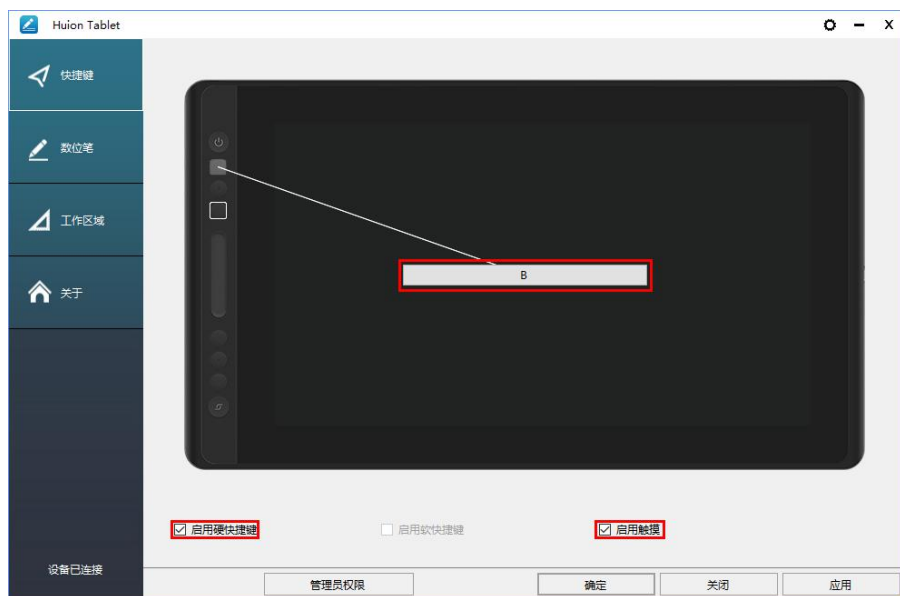 Huion Tablet
快捷键
数位笔
工作区域
关于
B
启用硬快捷键
启用软快捷键
启用触摸
设备已连接
管理员权限
确定
关闭
应用